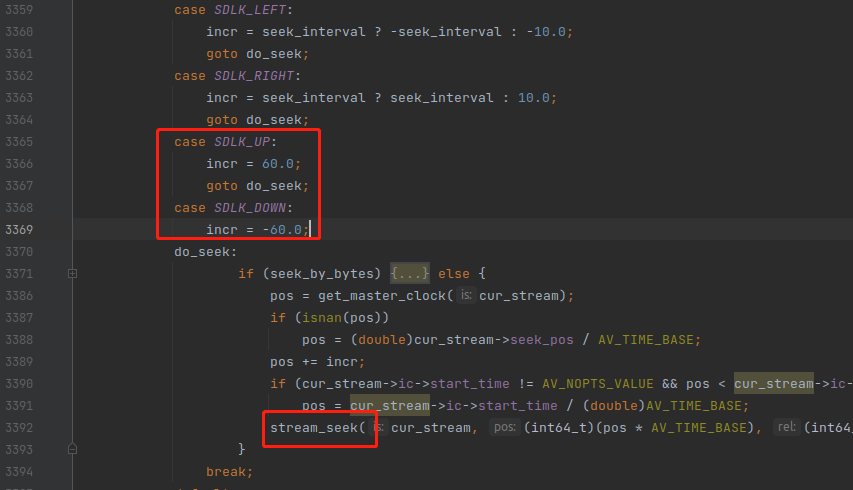 3359 case SDLK_LEFT:
3360 incr = seek_interval ? -seek_interval : -10.0;
3361 goto do_seek;
3362 case SDLK_RIGHT:
3363 incr = seek_interval ? seek_interval : 10.0;
3364 goto do_seek;
3365 case SDLK_UP:
3366 incr = 60.0;
3367 goto do_seek;
3368 case SDLK_DOWN:
3369 incr = -60.0;
3370 do_seek:
3371 if (seek_by_bytes) {...} else {
3386 pos = get_master_clock( is: cur_stream);
3387 if (isnan(pos))
3388 pos = (double)cur_stream->seek_pos / AV_TIME_BASE;
3389 pos += incr;
3390 if (cur_stream->ic->start_time != AV_NOPTS_VALUE && pos < cur_stream->ic-
3391 pos = cur_stream->ic->start_time / (double)AV_TIME_BASE;
3392 stream_seek( is: cur_stream, pos: (int64_t)(pos * AV_TIME_BASE), rel: (int64_
3393 }
3394 break;